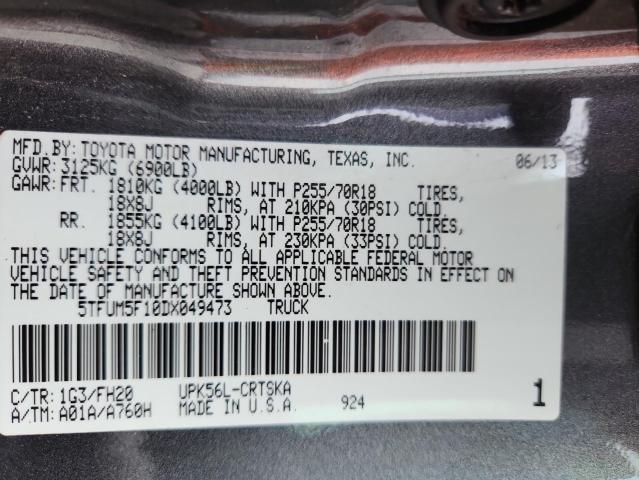 MFD.BY: TOYOTA MOTOR MANUFACTURING, TEXAS, INC. 06/13
GVWR: 3125KG (6900LB)
GAWR: FRT. 1810KG (4000LB) WITH P255/70R18 TIRES,
18X8J RIMS, AT 210KPA (30PSI) COLD.
RR. 1855KG (4100LB) WITH P255/70R18 TIRES,
18X8J RIMS, AT 230KPA (33PSI) COLD.
THIS VEHICLE CONFORMS TO ALL APPLICABLE FEDERAL MOTOR
VEHICLE SAFETY AND THEFT PREVENTION STANDARDS IN EFFECT ON
THE DATE OF MANUFACTURE SHOWN ABOVE.
5TFUM5F10DX049473 TRUCK
C/TR: 1G3/FH20 UPK56L-CRTSKA
A/TM: A01A/A760H MADE IN U.S.A. 924 1